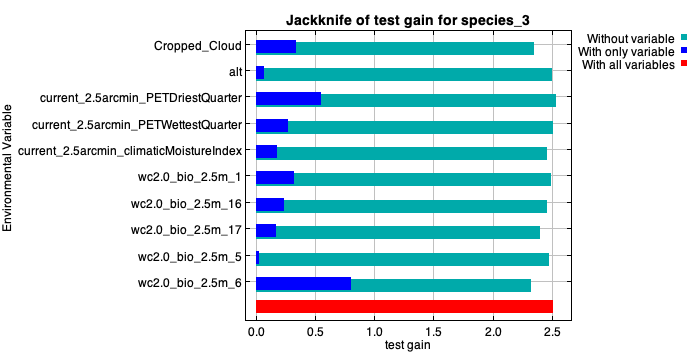 Jackknife of test gain for species_3
Without variable
With only variable
With all variables
Environmental Variable
Cropped_Cloud
alt
current_2.5arcmin_PETDriestQuarter
current_2.5arcmin_PETWettestQuarter
current_2.5arcmin_climaticMoistureIndex
wc2.0_bio_2.5m_1
wc2.0_bio_2.5m_16
wc2.0_bio_2.5m_17
wc2.0_bio_2.5m_5
wc2.0_bio_2.5m_6
0.0 0.5 1.0 1.5 2.0 2.5
test gain